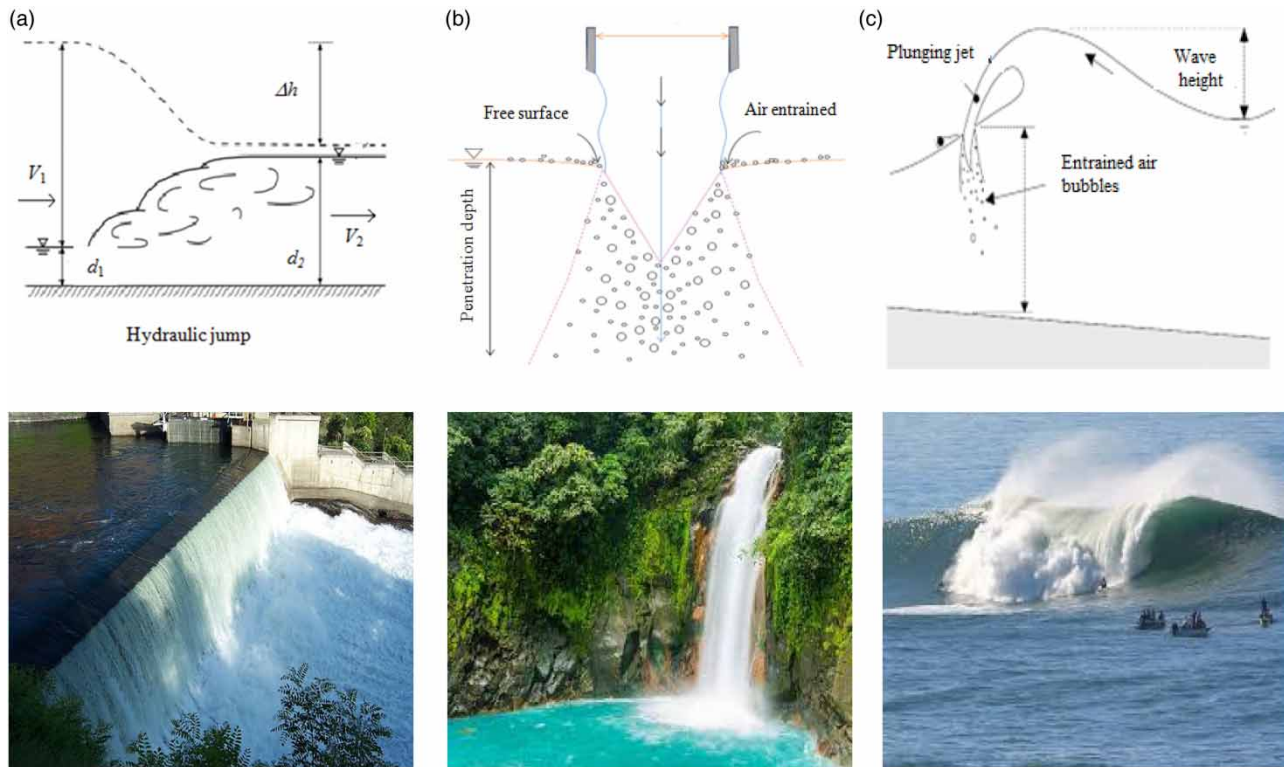 (a)
Δh
V1
V2
d1
d2
Hydraulic jump
(b)
Free surface
Air entrained
Penetration depth
(c)
Plunging jet
Wave
height
Entrained air
bubbles